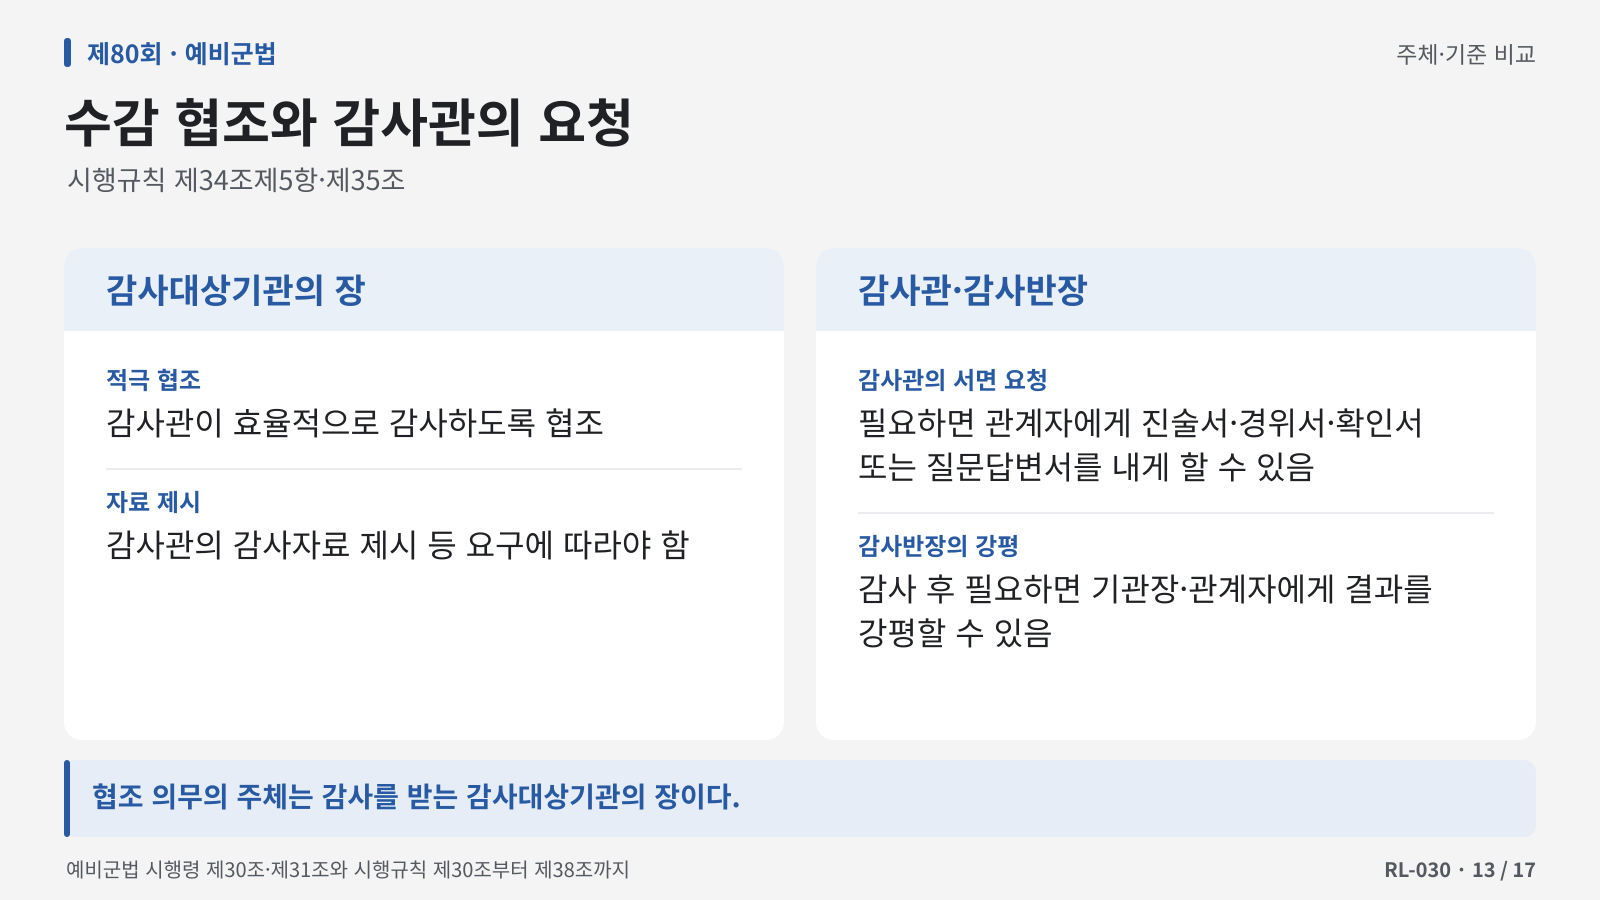 제80회 · 예비군법
주체·기준 비교
수감 협조와 감사관의 요청
시행규칙 제34조제5항·제35조
감사대상기관의 장
적극 협조
감사관이 효율적으로 감사하도록 협조
자료 제시
감사관의 감사자료 제시 등 요구에 따라야 함
감사관·감사반장
감사관의 서면 요청
필요하면 관계자에게 진술서·경위서·확인서
또는 질문답변서를 내게 할 수 있음
감사반장의 강평
감사 후 필요하면 기관장·관계자에게 결과를
강평할 수 있음
협조 의무의 주체는 감사를 받는 감사대상기관의 장이다.
예비군법 시행령 제30조·제31조와 시행규칙 제30조부터 제38조까지
RL-030 · 13 / 17